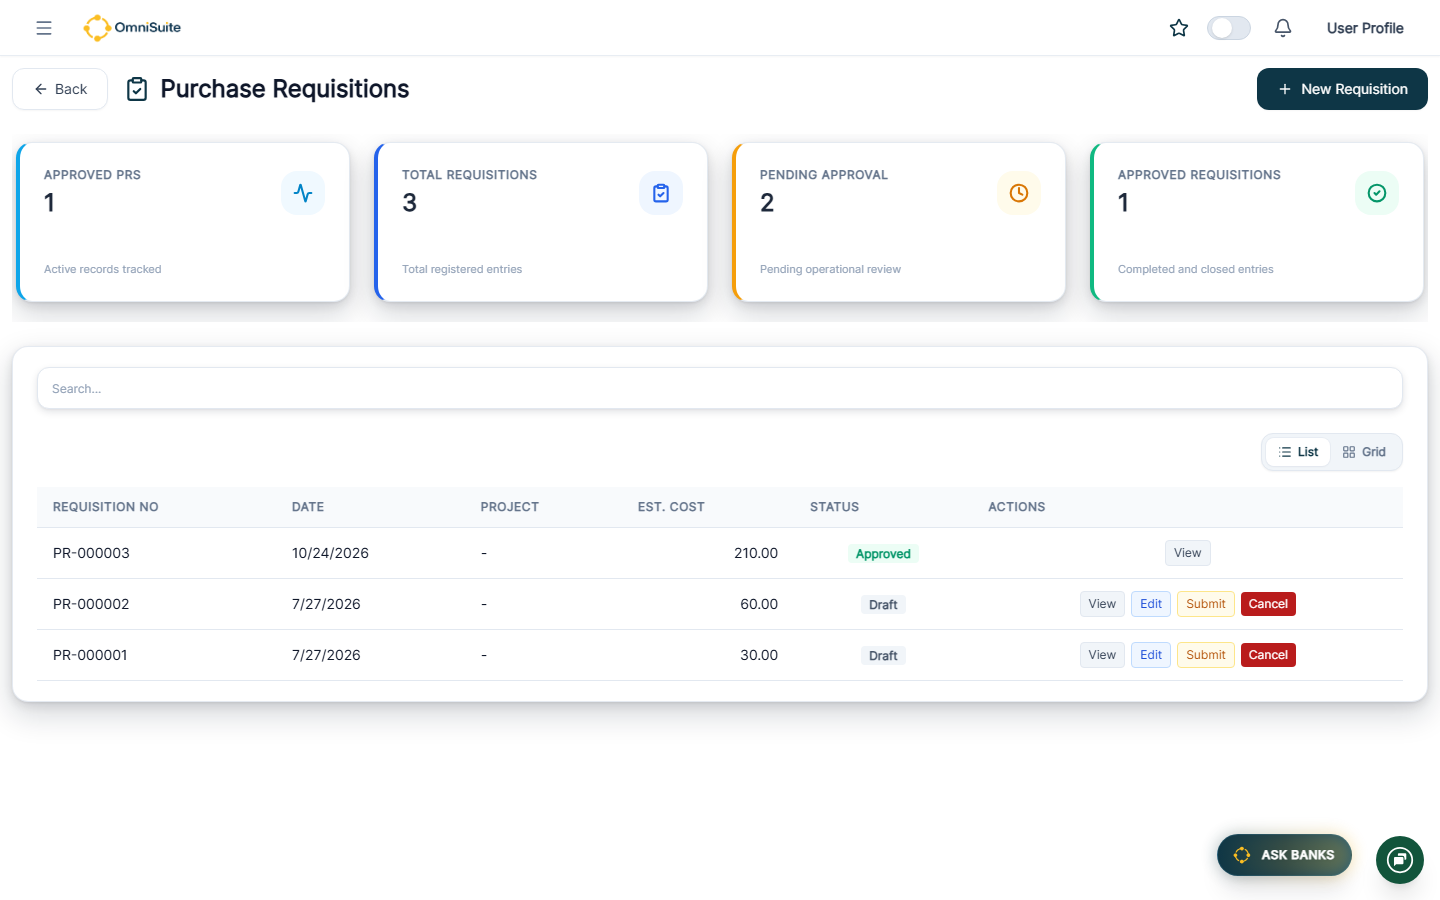 OmniSuite
User Profile
Back
Purchase Requisitions
New Requisition
APPROVED PRS
1
Active records tracked
TOTAL REQUISITIONS
3
Total registered entries
PENDING APPROVAL
2
Pending operational review
APPROVED REQUISITIONS
1
Completed and closed entries
Search...
List Grid
REQUISITION NO DATE PROJECT EST. COST STATUS ACTIONS
PR-000003 10/24/2026 - 210.00 Approved View
PR-000002 7/27/2026 - 60.00 Draft View Edit Submit Cancel
PR-000001 7/27/2026 - 30.00 Draft View Edit Submit Cancel
ASK BANKS